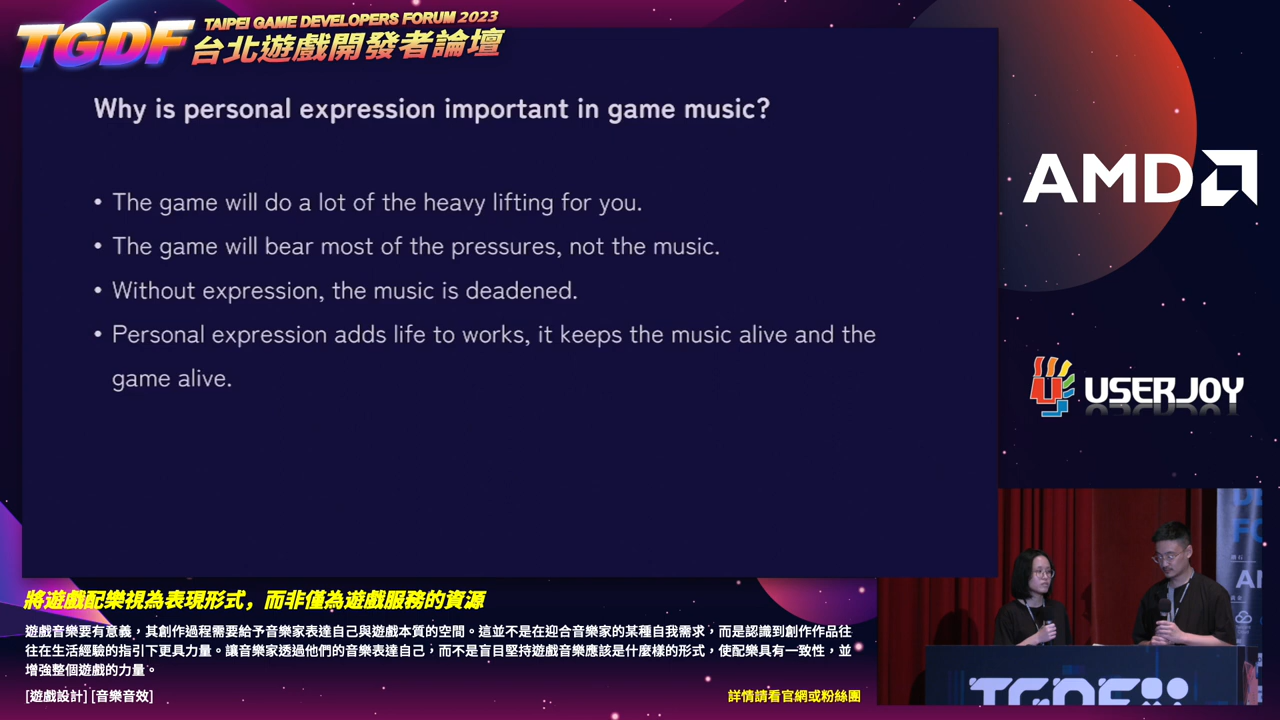 TGDF
TAIPEI GAME DEVELOPERS FORUM 2023
台北遊戲開發者論壇
Why is personal expression important in game music?
• The game will do a lot of the heavy lifting for you.
• The game will bear most of the pressures, not the music.
• Without expression, the music is deadened.
• Personal expression adds life to works, it keeps the music alive and the
game alive.
AMD
USERJOY
將遊戲配樂視為表現形式，而非僅為遊戲服務的資源
遊戲音樂要有意義，其創作過程需要給予音樂家表達自己與遊戲本質的空間。這並不是在迎合音樂家的某種自我需求，而是認識到創作作品往
往在生活經驗的指引下更具力量。讓音樂家透過他們的音樂表達自己，而不是盲目堅持遊戲音樂應該是什麼樣的形式，使配樂具有一致性，並
增強整個遊戲的力量。
[遊戲設計] [音樂音效]
詳情請看官網或粉絲團
TGDF